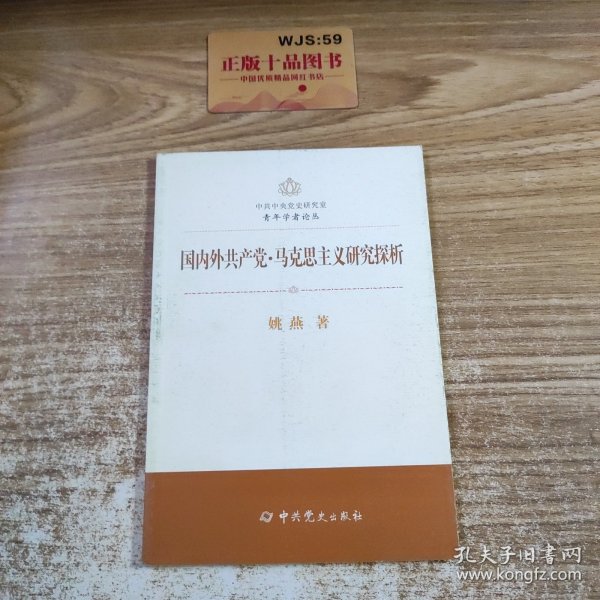 WJS:59
正版十品图书
中国优质精品网红书店
中共中央党史研究室
青年学者论丛
国内外共产党·马克思主义研究探析
姚燕 著
中共党史出版社
孔夫子旧书网
www.kongfz.com